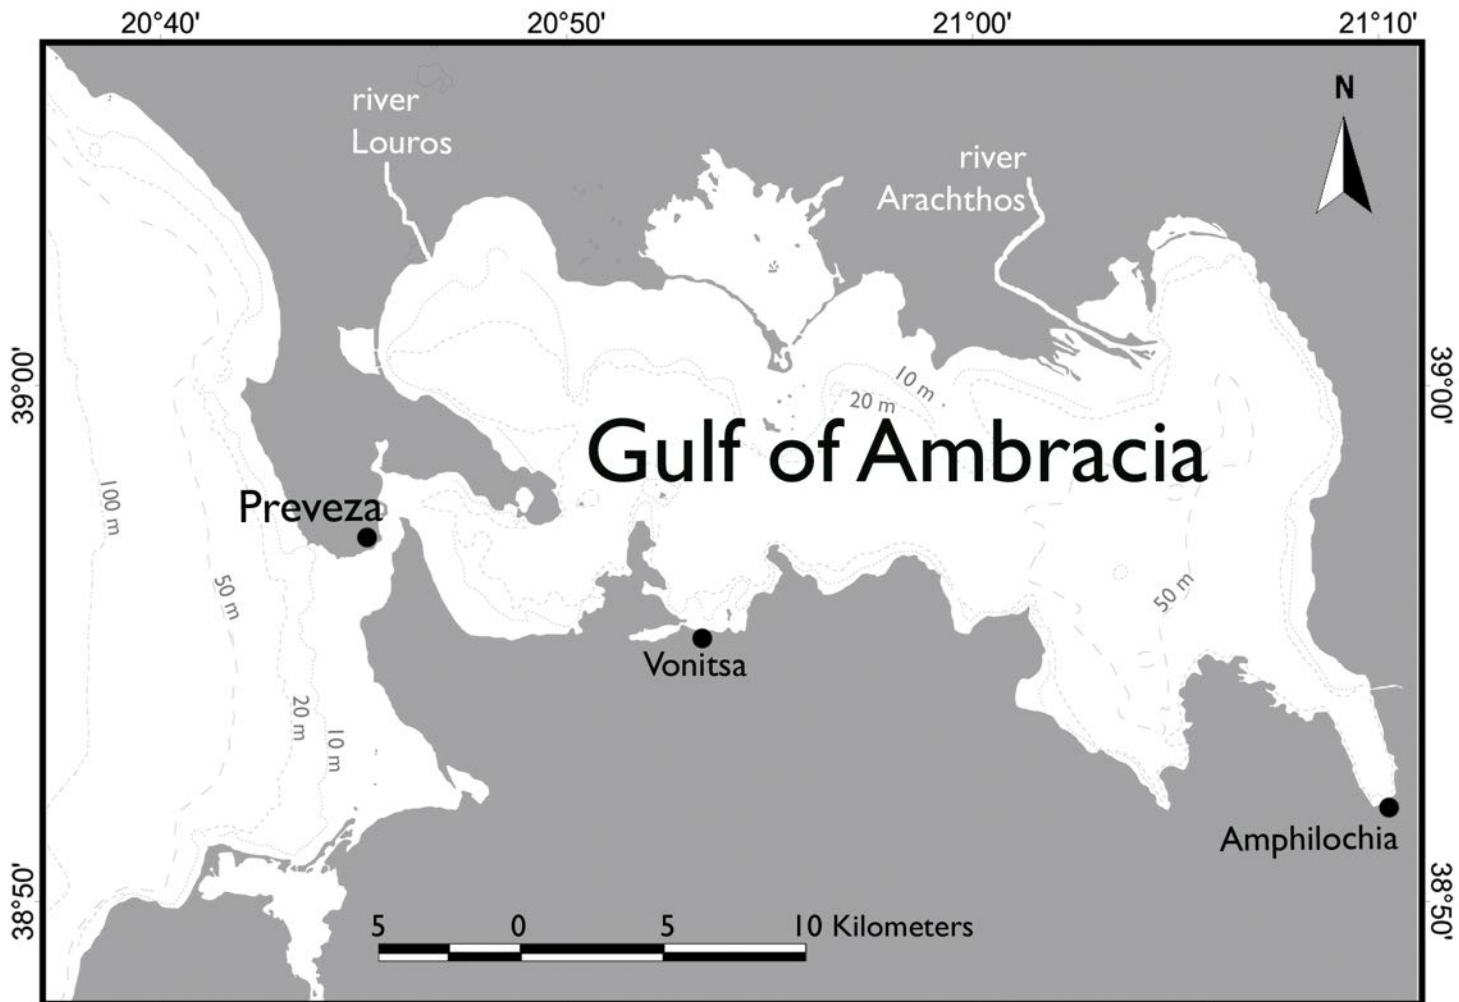 20°40'
20°50'
21°00'
21°10'
N
river
Louros
river
Arachthos
39°00'
39°00'
10 m
20 m
Gulf of Ambracia
100 m
Preveza
50 m
50 m
Vonitsa
20 m
10 m
Amphilochia
38°50'
38°50'
5 0 5 10 Kilometers